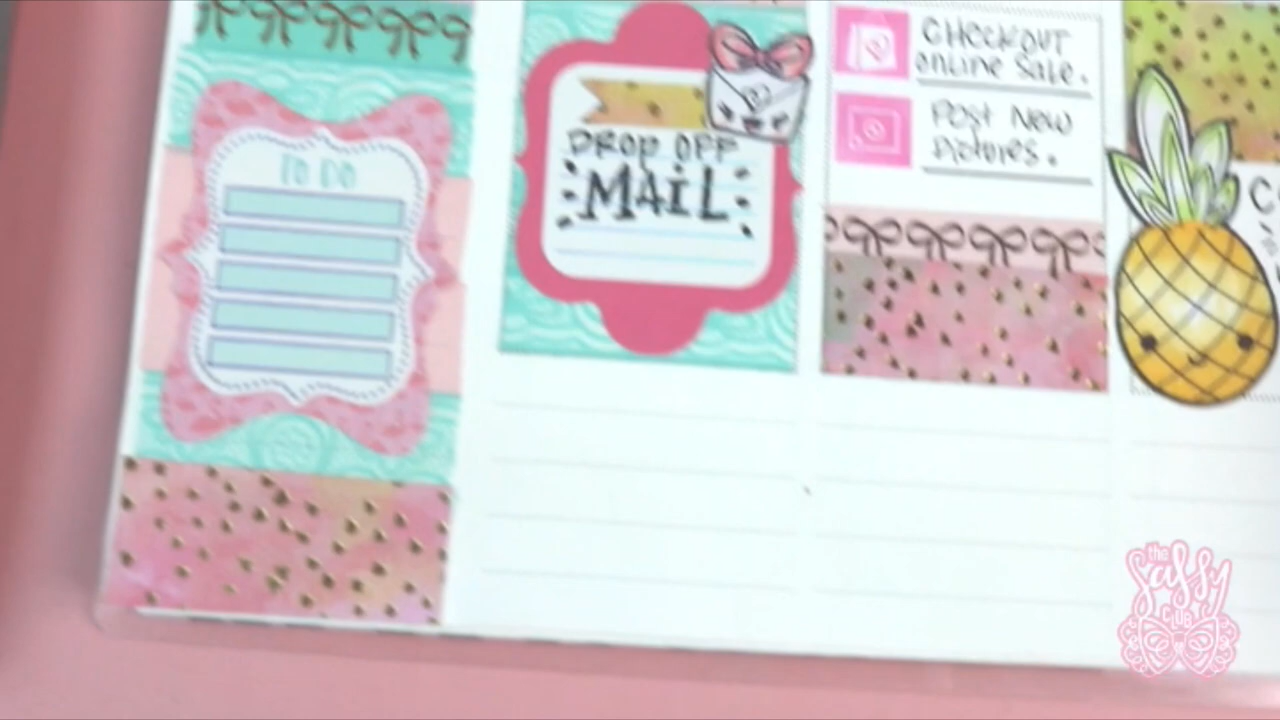 TO DO
DROP OFF
MAIL
CHECKOUT
online Sale.
Post New
Pictures.
C
the
Sassy
CLUB